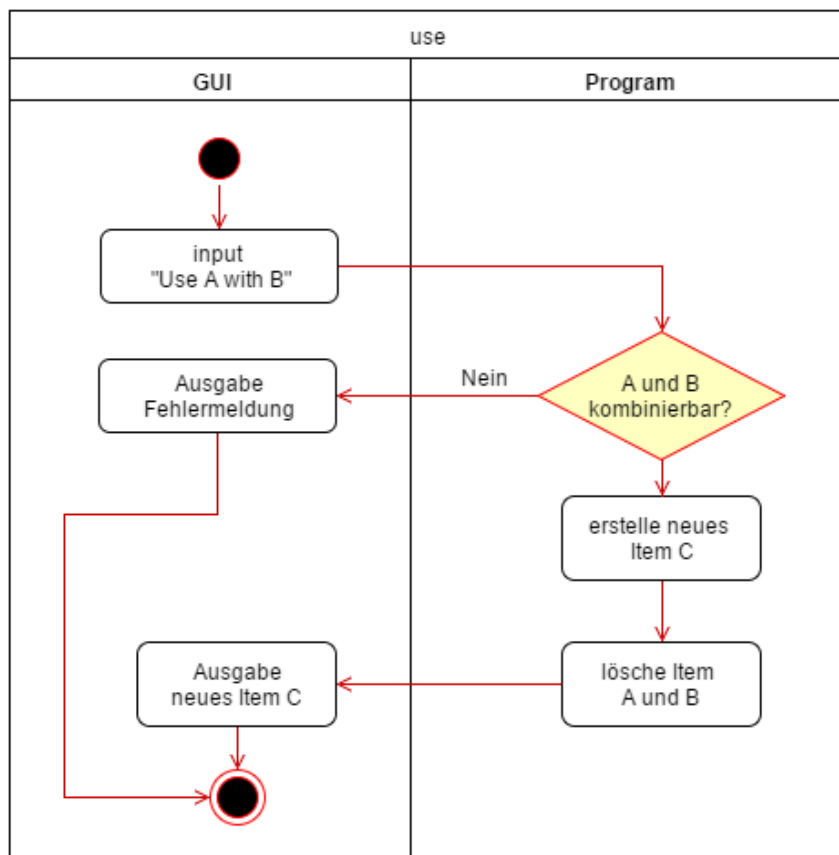 use
GUI
Program
input
"Use A with B"
Ausgabe
Fehlermeldung
Nein
A und B
kombinierbar?
erstelle neues
Item C
Ausgabe
neues Item C
lösche Item
A und B